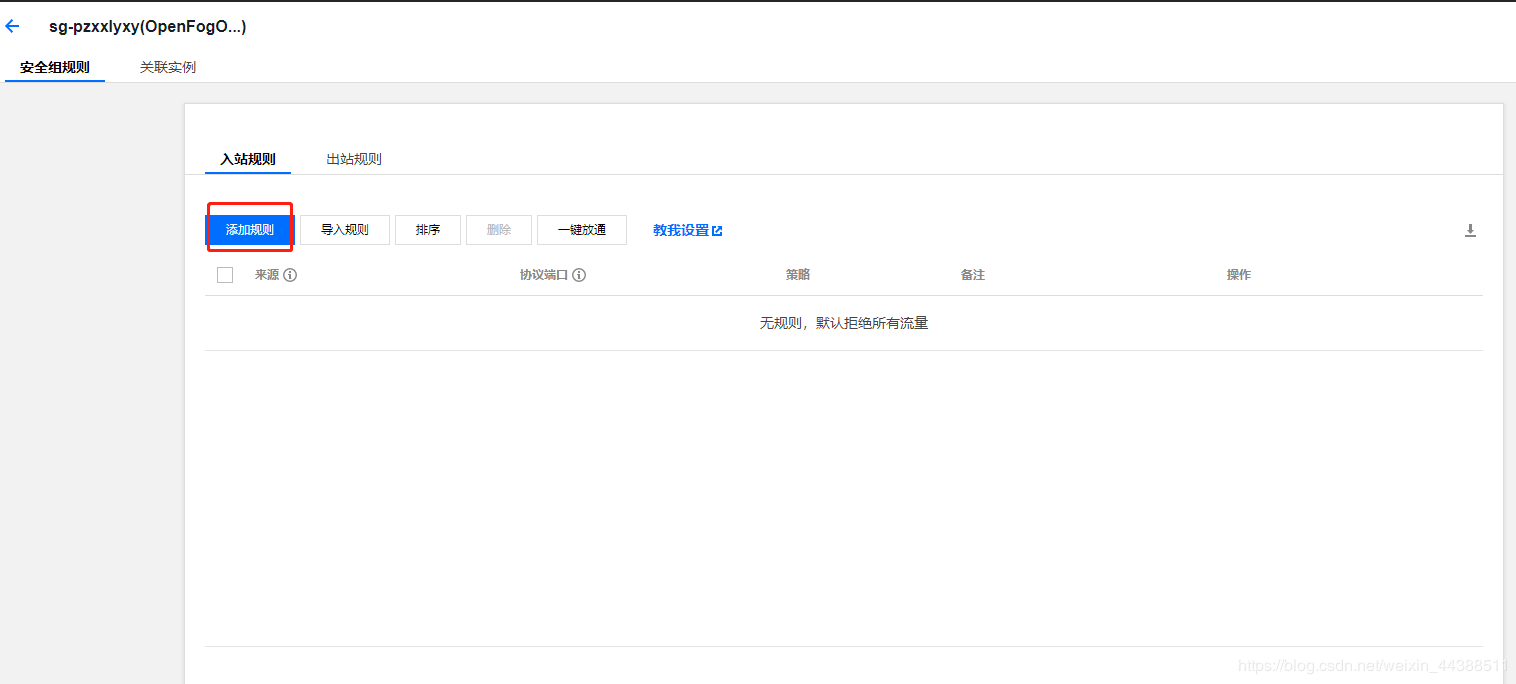 sg-pzxxlyxy(OpenFogO...)
安全组规则 关联实例
入站规则 出站规则
添加规则 导入规则 排序 删除 一键放通 教我设置
来源 协议端口 策略 备注 操作
无规则，默认拒绝所有流量
https://blog.csdn.net/weixin_44388511